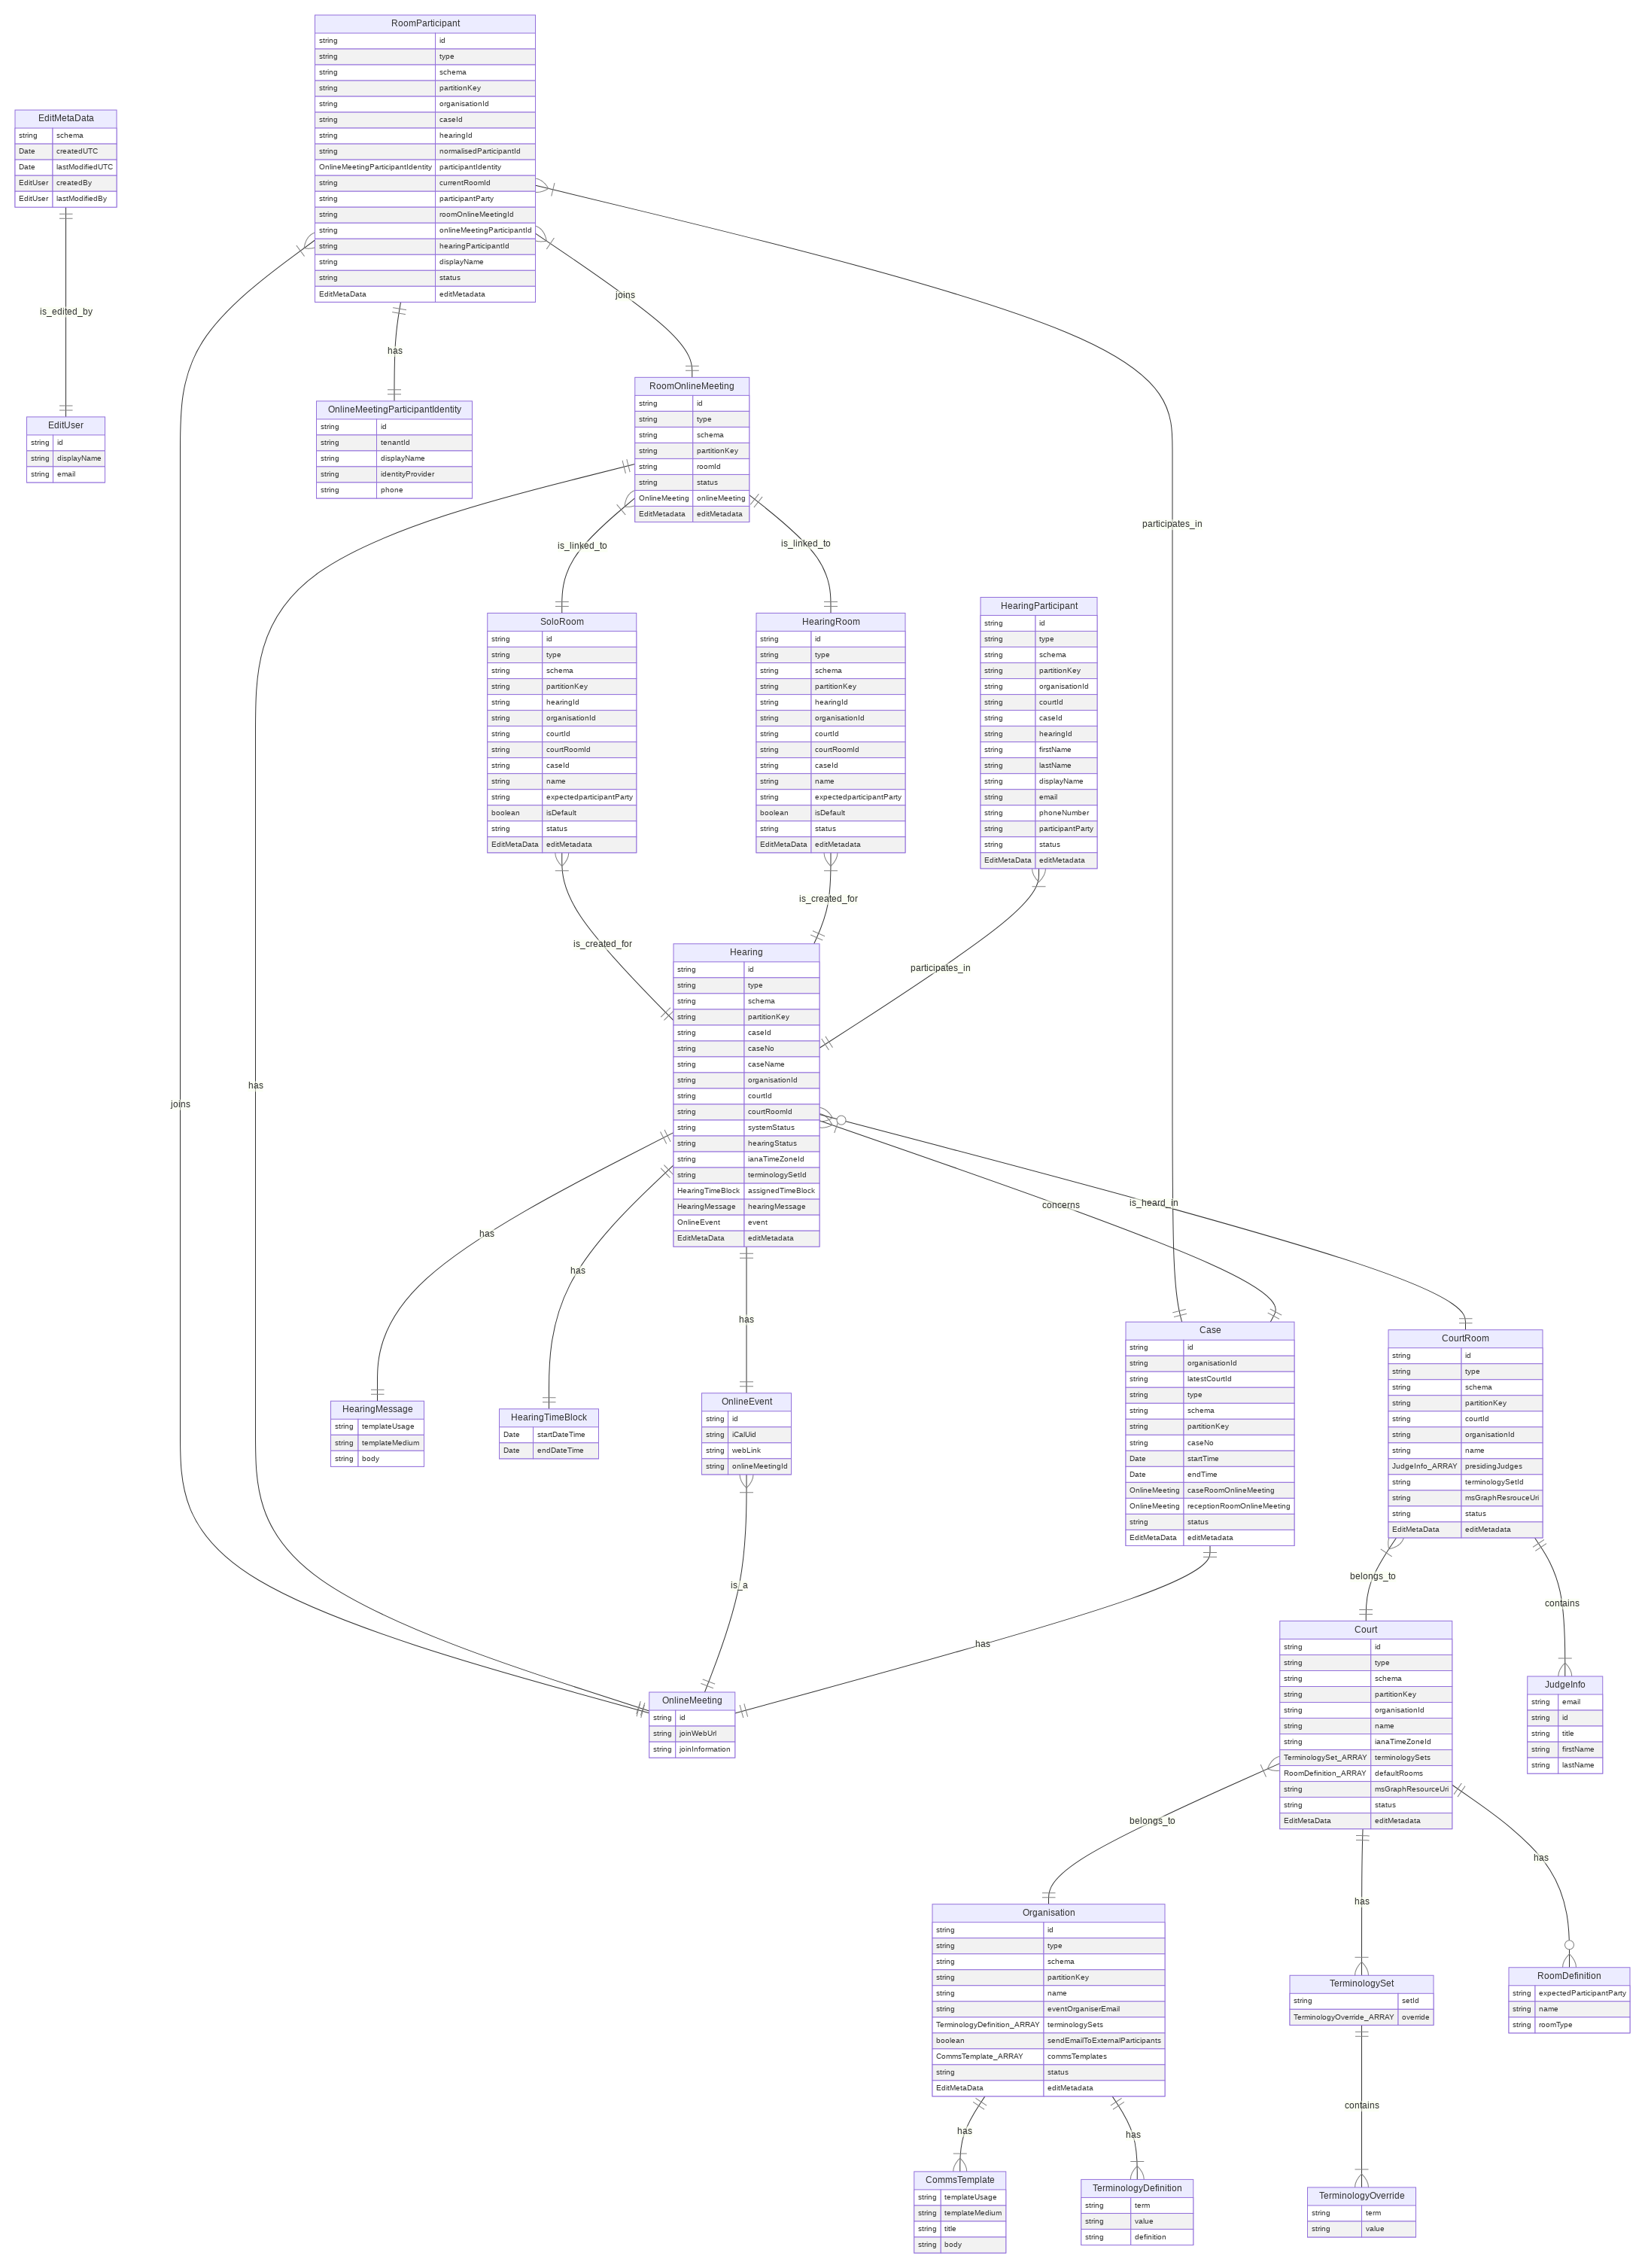 RoomParticipant
string id
string type
string schema
string partitionKey
string organisationId
string caseId
string hearingId
string normalisedParticipantId
OnlineMeetingParticipantIdentity participantIdentity
string currentRoomId
string participantParty
string roomOnlineMeetingId
string onlineMeetingParticipantId
string hearingParticipantId
string displayName
string status
EditMetaData editMetadata
EditMetaData
string schema
Date createdUTC
Date lastModifiedUTC
EditUser createdBy
EditUser lastModifiedBy
is_edited_by
joins
has
EditUser
string id
string displayName
string email
OnlineMeetingParticipantIdentity
string id
string tenantId
string displayName
string identityProvider
string phone
RoomOnlineMeeting
string id
string type
string schema
string partitionKey
string roomId
string status
OnlineMeeting onlineMeeting
EditMetadata editMetadata
participates_in
is_linked_to
is_linked_to
SoloRoom
string id
string type
string schema
string partitionKey
string hearingId
string organisationId
string courtId
string courtRoomId
string caseId
string name
string expectedparticipantParty
boolean isDefault
string status
EditMetaData editMetadata
HearingRoom
string id
string type
string schema
string partitionKey
string hearingId
string organisationId
string courtId
string courtRoomId
string caseId
string name
string expectedparticipantParty
boolean isDefault
string status
EditMetaData editMetadata
HearingParticipant
string id
string type
string schema
string partitionKey
string organisationId
string courtId
string caseId
string hearingId
string firstName
string lastName
string displayName
string email
string phoneNumber
string participantParty
string status
EditMetaData editMetadata
is_created_for
is_created_for
participates_in
Hearing
string id
string type
string schema
string partitionKey
string caseId
string caseNo
string caseName
string organisationId
string courtId
string courtRoomId
string systemStatus
string hearingStatus
string ianaTimeZoneId
string terminologySetId
HearingTimeBlock assignedTimeBlock
HearingMessage hearingMessage
OnlineEvent event
EditMetaData editMetadata
has
joins
concerns
is_heard_in
has
has
has
HearingMessage
string templateUsage
string templateMedium
string body
HearingTimeBlock
Date startDateTime
Date endDateTime
OnlineEvent
string id
string iCalUid
string webLink
string onlineMeetingId
Case
string id
string organisationId
string latestCourtId
string type
string schema
string partitionKey
string caseNo
Date startTime
Date endTime
OnlineMeeting caseRoomOnlineMeeting
OnlineMeeting receptionRoomOnlineMeeting
string status
EditMetaData editMetadata
CourtRoom
string id
string type
string schema
string partitionKey
string courtId
string organisationId
string name
JudgeInfo_ARRAY presidingJudges
string terminologySetId
string msGraphResrouceUri
string status
EditMetaData editMetadata
is_a
has
belongs_to
contains
OnlineMeeting
string id
string joinWebUrl
string joinInformation
Court
string id
string type
string schema
string partitionKey
string organisationId
string name
string ianaTimeZoneId
TerminologySet_ARRAY terminologySets
RoomDefinition_ARRAY defaultRooms
string msGraphResourceUri
string status
EditMetaData editMetadata
JudgeInfo
string email
string id
string title
string firstName
string lastName
belongs_to
has
has
Organisation
string id
string type
string schema
string partitionKey
string name
string eventOrganiserEmail
TerminologyDefinition_ARRAY terminologySets
boolean sendEmailToExternalParticipants
CommsTemplate_ARRAY commsTemplates
string status
EditMetaData editMetadata
TerminologySet
string setId
TerminologyOverride_ARRAY override
RoomDefinition
string expectedParticipantParty
string name
string roomType
has
has
contains
CommsTemplate
string templateUsage
string templateMedium
string title
string body
TerminologyDefinition
string term
string value
string definition
TerminologyOverride
string term
string value